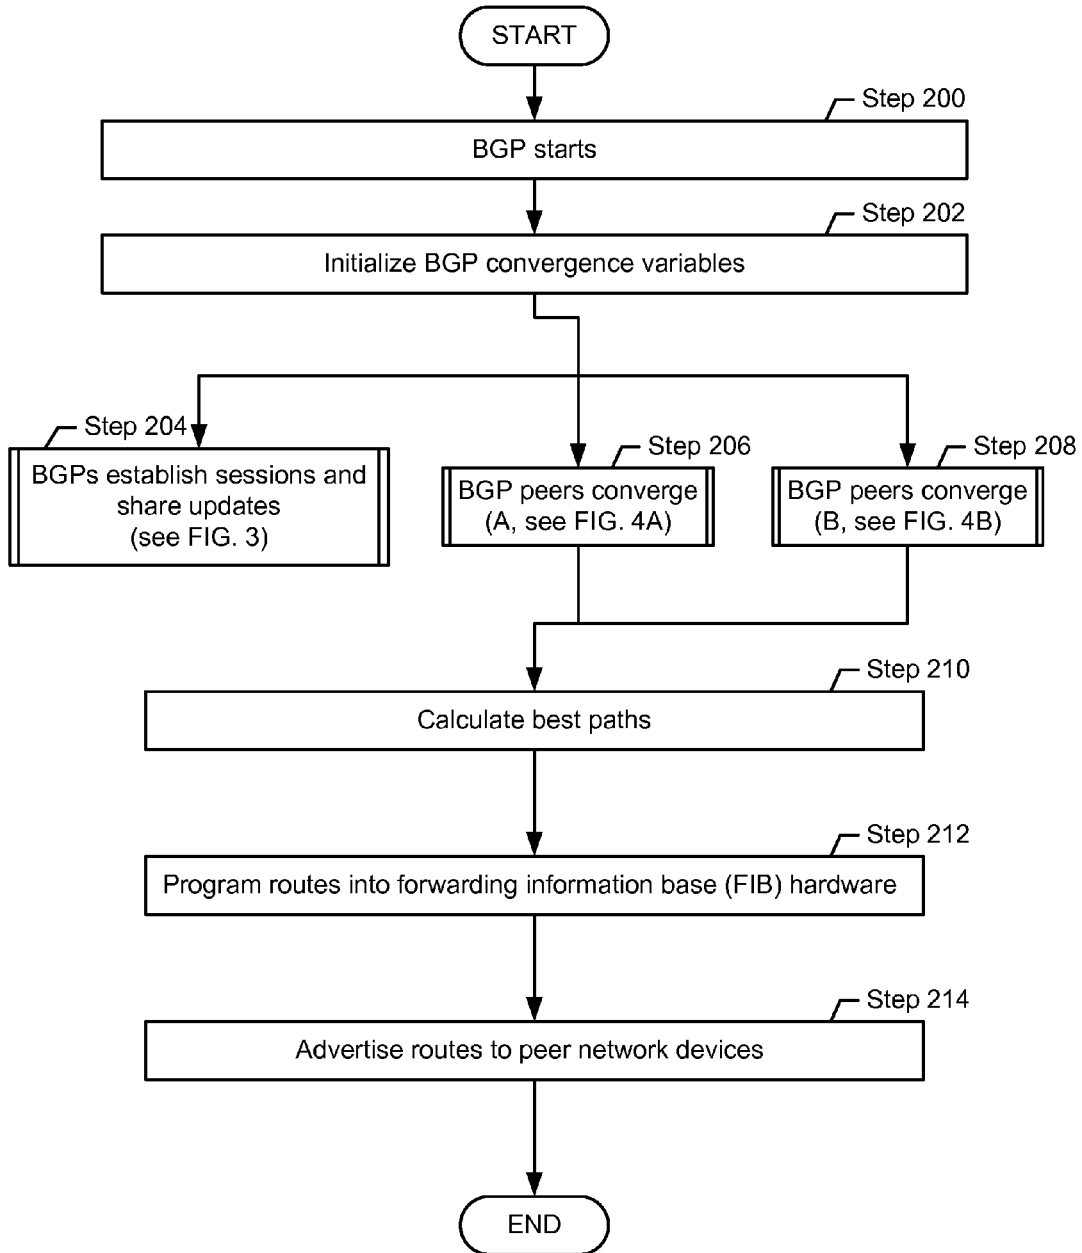 START
Step 200
BGP starts
Step 202
Initialize BGP convergence variables
Step 204
BGPs establish sessions and
share updates
(see FIG. 3)
Step 206
BGP peers converge
(A, see FIG. 4A)
Step 208
BGP peers converge
(B, see FIG. 4B)
Step 210
Calculate best paths
Step 212
Program routes into forwarding information base (FIB) hardware
Step 214
Advertise routes to peer network devices
END